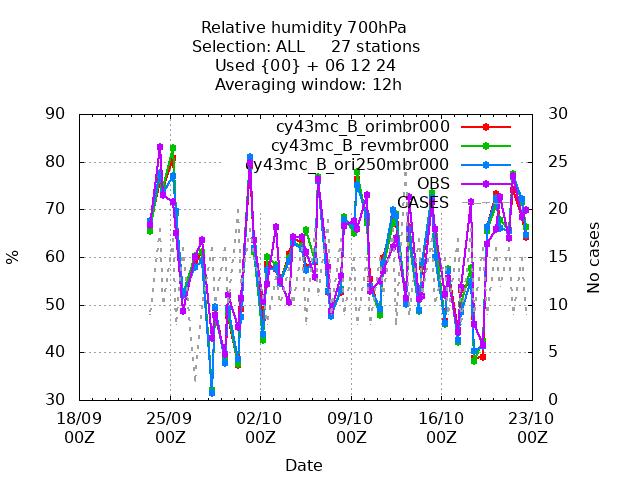 Relative humidity 700hPa
Selection: ALL     27 stations
Used {00} + 06 12 24
Averaging window: 12h
cy43mc_B_orimbr000
cy43mc_B_revmbr000
cy43mc_B_ori250mbr000
OBS
CASES
90
80
70
60
50
40
30
%
30
25
20
15
10
5
0
No cases
18/09 25/09 02/10 09/10 16/10 23/10
00Z 00Z 00Z 00Z 00Z 00Z
Date